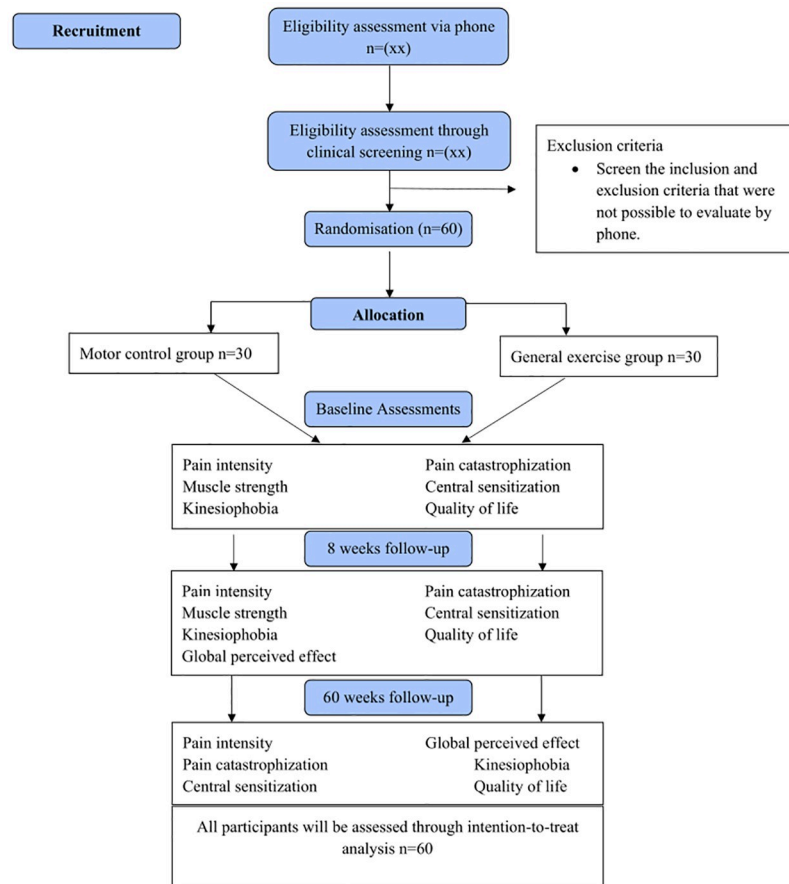 Recruitment
Eligibility assessment via phone
n=(xx)
Eligibility assessment through
clinical screening n=(xx)
Exclusion criteria
• Screen the inclusion and
exclusion criteria that were
not possible to evaluate by
phone.
Randomisation (n=60)
Allocation
Motor control group n=30
General exercise group n=30
Baseline Assessments
Pain intensity Pain catastrophization
Muscle strength Central sensitization
Kinesiophobia Quality of life
8 weeks follow-up
Pain intensity Pain catastrophization
Muscle strength Central sensitization
Kinesiophobia Quality of life
Global perceived effect
60 weeks follow-up
Pain intensity Global perceived effect
Pain catastrophization Kinesiophobia
Central sensitization Quality of life
All participants will be assessed through intention-to-treat
analysis n=60